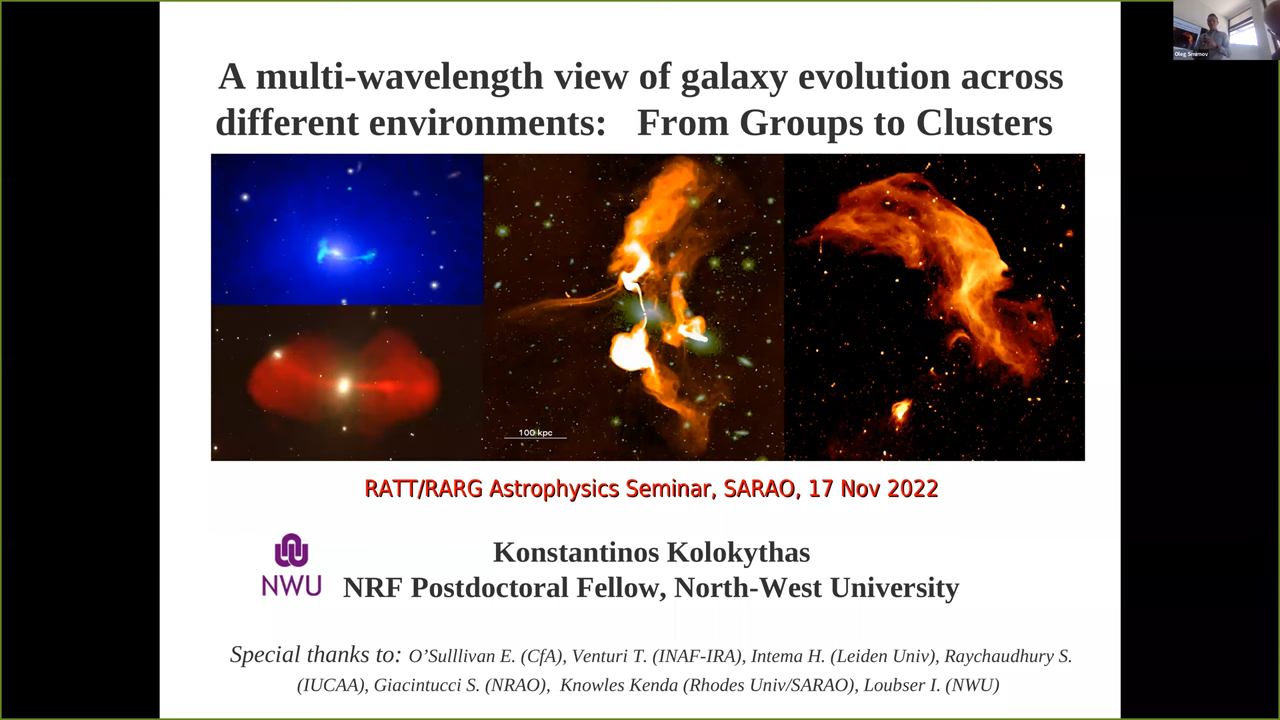 Oleg Smirnov
A multi-wavelength view of galaxy evolution across
different environments: From Groups to Clusters
100 kpc
RATT/RARG Astrophysics Seminar, SARAO, 17 Nov 2022
NWU
Konstantinos Kolokythas
NRF Postdoctoral Fellow, North-West University
Special thanks to: O’Sulllivan E. (CfA), Venturi T. (INAF-IRA), Intema H. (Leiden Univ), Raychaudhury S.
(IUCAA), Giacintucci S. (NRAO), Knowles Kenda (Rhodes Univ/SARAO), Loubser I. (NWU)